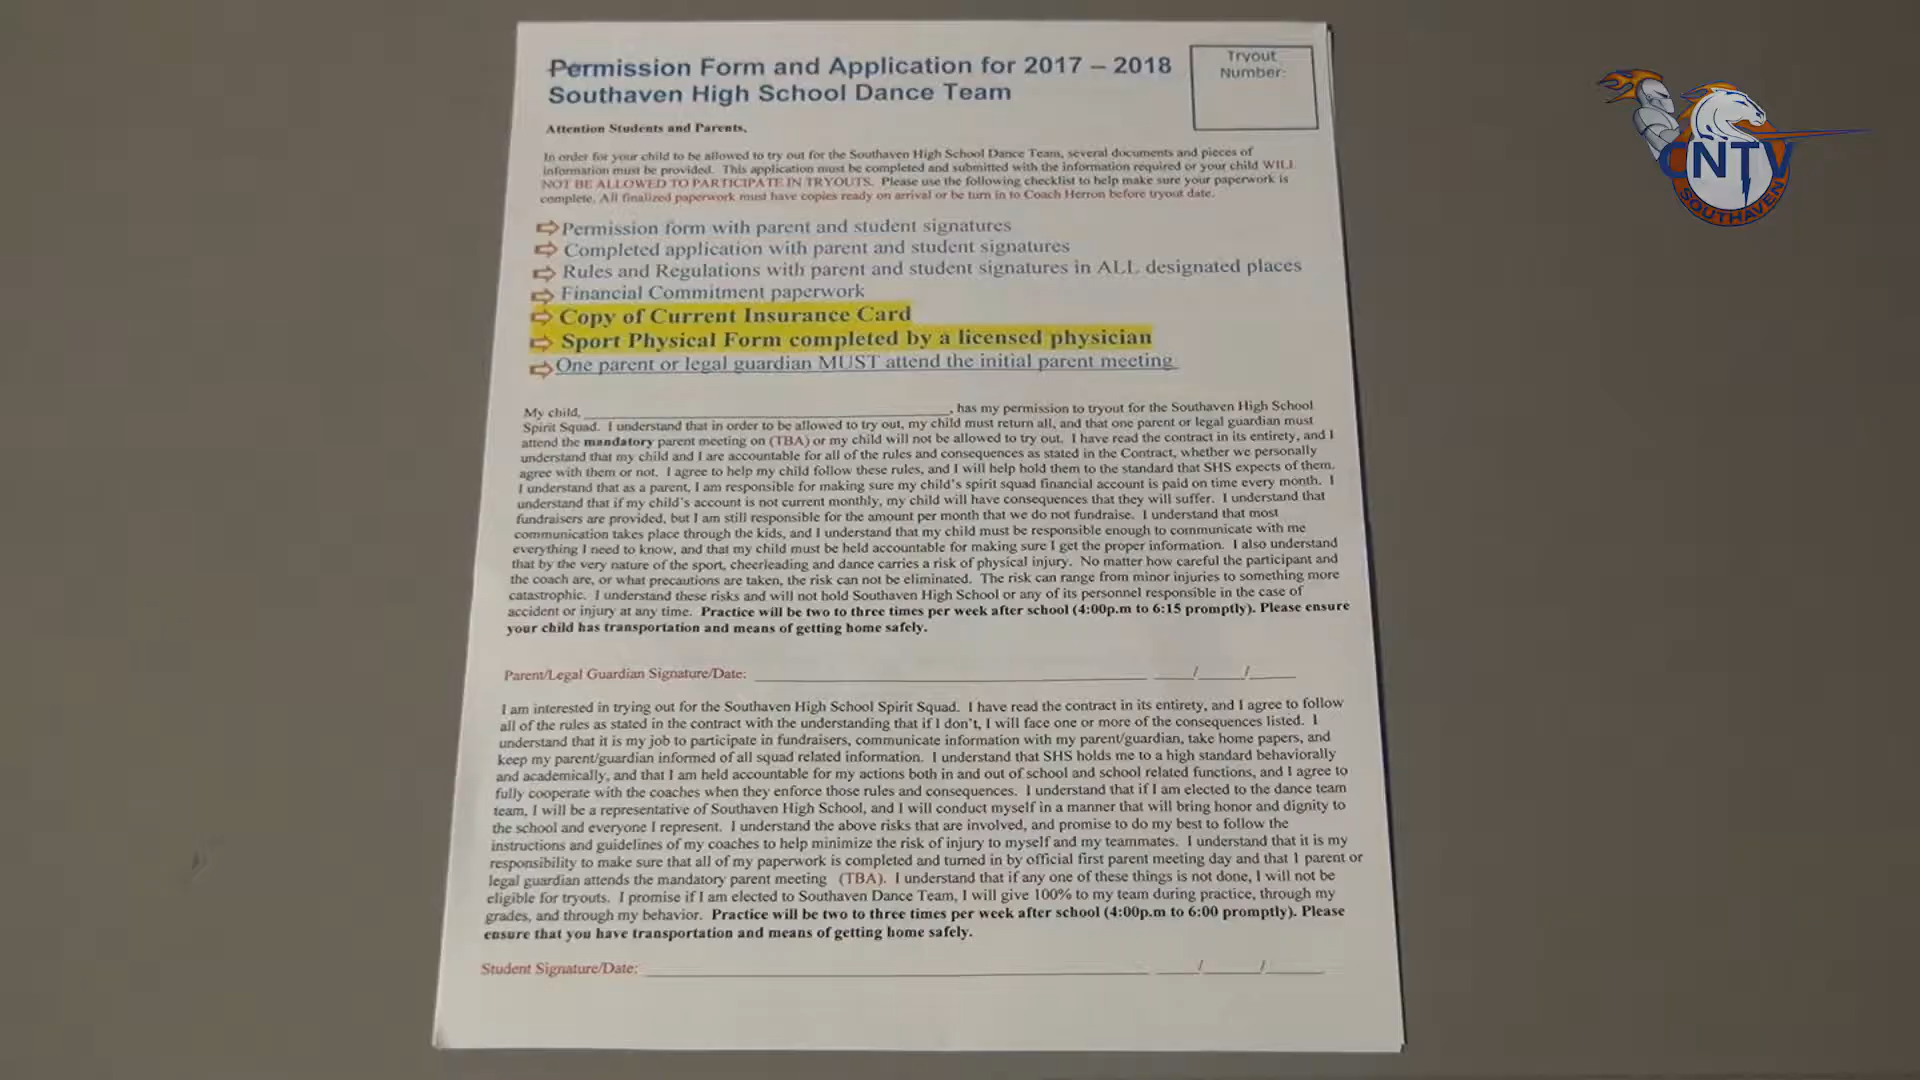 Permission Form and Application for 2017 – 2018
Southaven High School Dance Team
Tryout
Number:
Attention Students and Parents,
In order for your child to be allowed to try out for the Southaven High School Dance Team, several documents and pieces of
information must be provided. This application must be completed and submitted with the information required or your child WILL
NOT BE ALLOWED TO PARTICIPATE IN TRYOUTS. Please use the following checklist to help make sure your paperwork is
complete. All finalized paperwork must have copies ready on arrival or be turn in to Coach Herron before tryout date.
Permission form with parent and student signatures
Completed application with parent and student signatures
Rules and Regulations with parent and student signatures in ALL designated places
Financial Commitment paperwork
Copy of Current Insurance Card
Sport Physical Form completed by a licensed physician
One parent or legal guardian MUST attend the initial parent meeting
My child, ____________________, has my permission to tryout for the Southaven High School
Spirit Squad. I understand that in order to be allowed to try out, my child must return all, and that one parent or legal guardian must
attend the mandatory parent meeting on (TBA) or my child will not be allowed to try out. I have read the contract in its entirety, and I
understand that my child and I are accountable for all of the rules and consequences as stated in the Contract, whether we personally
agree with them or not. I agree to help my child follow these rules, and I will help hold them to the standard that SHS expects of them.
I understand that as a parent, I am responsible for making sure my child's spirit squad financial account is paid on time every month. I
understand that if my child's account is not current monthly, my child will have consequences that they will suffer. I understand that
fundraisers are provided, but I am still responsible for the amount per month that we do not fundraise. I understand that most
communication takes place through the kids, and I understand that my child must be responsible enough to communicate with me
everything I need to know, and that my child must be held accountable for making sure I get the proper information. I also understand
that by the very nature of the sport, cheerleading and dance carries a risk of physical injury. No matter how careful the participant and
the coach are, or what precautions are taken, the risk can not be eliminated. The risk can range from minor injuries to something more
catastrophic. I understand these risks and will not hold Southaven High School or any of its personnel responsible in the case of
accident or injury at any time. Practice will be two to three times per week after school (4:00p.m to 6:15 promptly). Please ensure
your child has transportation and means of getting home safely.
Parent/Legal Guardian Signature/Date: ____________________ ____/____/____
I am interested in trying out for the Southaven High School Spirit Squad. I have read the contract in its entirety, and I agree to follow
all of the rules as stated in the contract with the understanding that if I don't, I will face one or more of the consequences listed. I
understand that it is my job to participate in fundraisers, communicate information with my parent/guardian, take home papers, and
keep my parent/guardian informed of all squad related information. I understand that SHS holds me to a high standard behaviorally
and academically, and that I am held accountable for my actions both in and out of school and school related functions, and I agree to
fully cooperate with the coaches when they enforce those rules and consequences. I understand that if I am elected to the dance team
team, I will be a representative of Southaven High School, and I will conduct myself in a manner that will bring honor and dignity to
the school and everyone I represent. I understand the above risks that are involved, and promise to do my best to follow the
instructions and guidelines of my coaches to help minimize the risk of injury to myself and my teammates. I understand that it is my
responsibility to make sure that all of my paperwork is completed and turned in by official first parent meeting day and that 1 parent or
legal guardian attends the mandatory parent meeting (TBA). I understand that if any one of these things is not done, I will not be
eligible for tryouts. I promise if I am elected to Southaven Dance Team, I will give 100% to my team during practice, through my
grades, and through my behavior. Practice will be two to three times per week after school (4:00p.m to 6:00 promptly). Please
ensure that you have transportation and means of getting home safely.
Student Signature/Date: ____________________ ____/____/____
CNTV
SOUTHAVEN